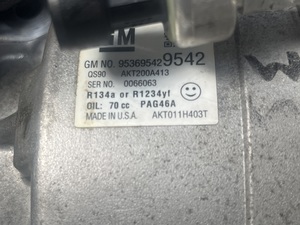 GM NO. 95369542 9542
QS90 AKT200A413
SER NO. 0066063
R134a or R1234yf
OIL: 70 cc PAG46A
MADE IN U.S.A. AKT011H403T